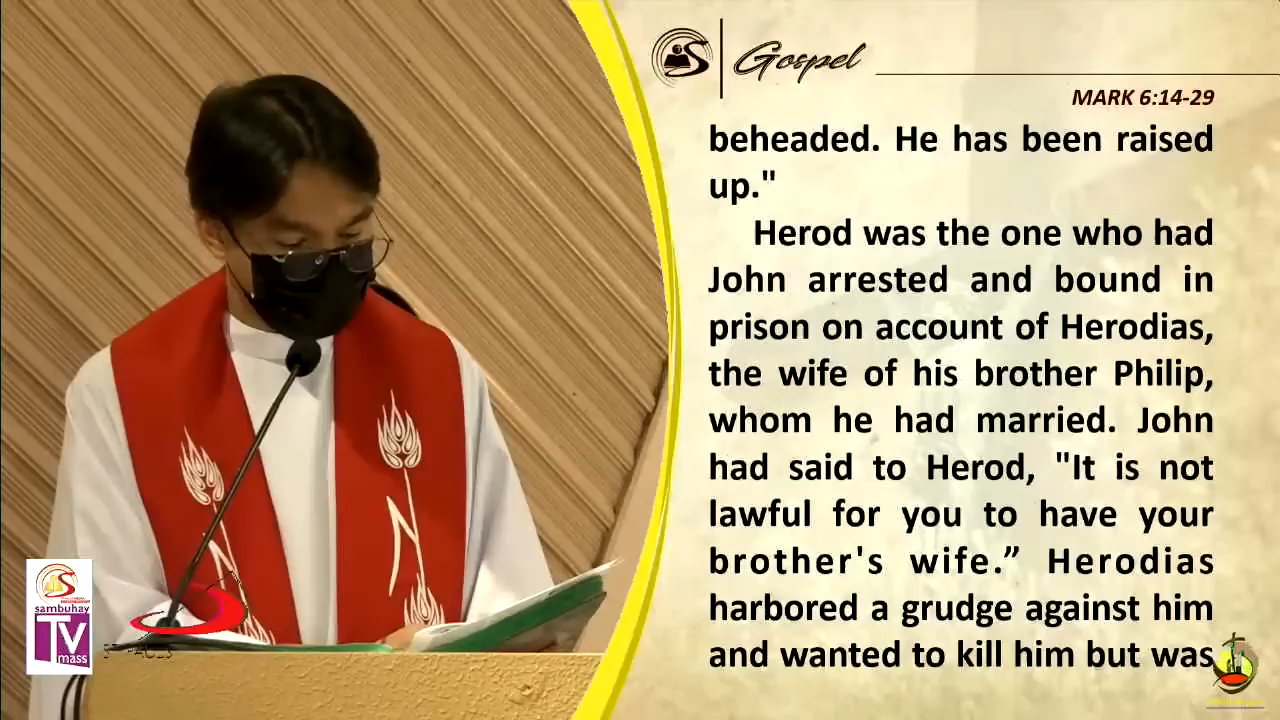 Gospel
MARK 6:14-29
beheaded. He has been raised
up."
Herod was the one who had
John arrested and bound in
prison on account of Herodias,
the wife of his brother Philip,
whom he had married. John
had said to Herod, "It is not
lawful for you to have your
brother's wife.” Herodias
harbored a grudge against him
and wanted to kill him but was
sambuhay
TV
mass